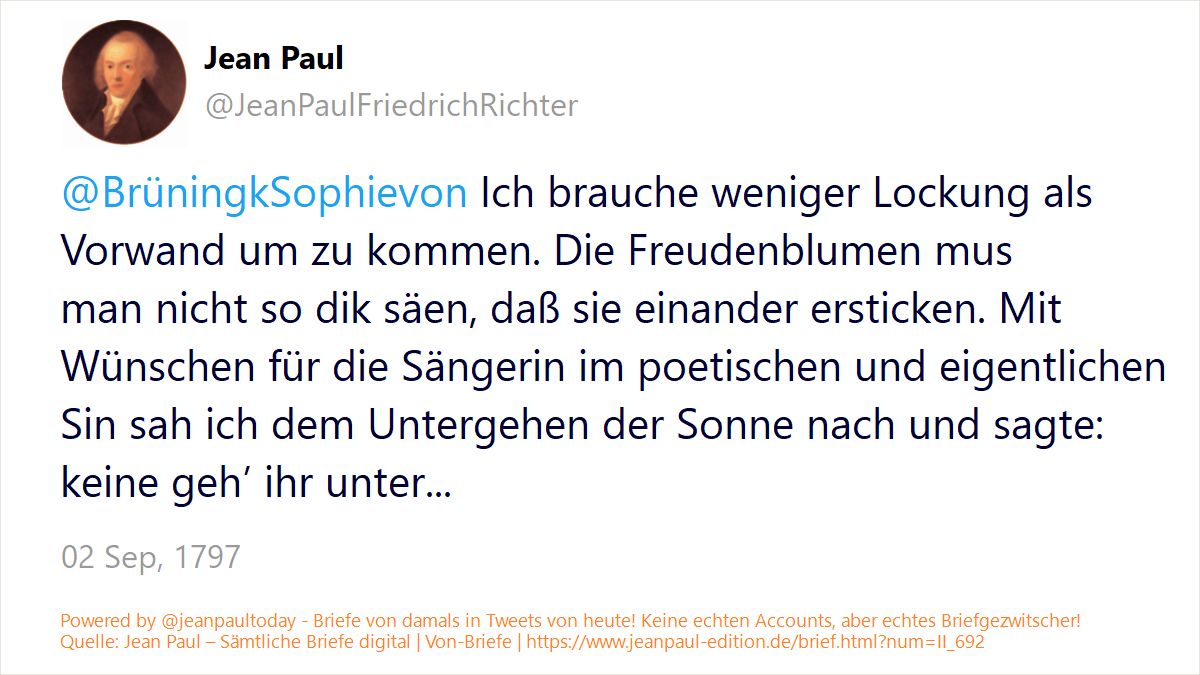 Jean Paul
@JeanPaulFriedrichRichter
@BrüningkSophievon Ich brauche weniger Lockung als
Vorwand um zu kommen. Die Freudenblumen mus
man nicht so dik säen, daß sie einander ersticken. Mit
Wünschen für die Sängerin im poetischen und eigentlichen
Sin sah ich dem Untergehen der Sonne nach und sagte:
keine geh’ ihr unter...
02 Sep, 1797
Powered by @jeanpaultoday - Briefe von damals in Tweets von heute! Keine echten Accounts, aber echtes Briefgezwitscher!
Quelle: Jean Paul – Sämtliche Briefe digital | Von-Briefe | https://www.jeanpaul-edition.de/brief.html?num=II_692